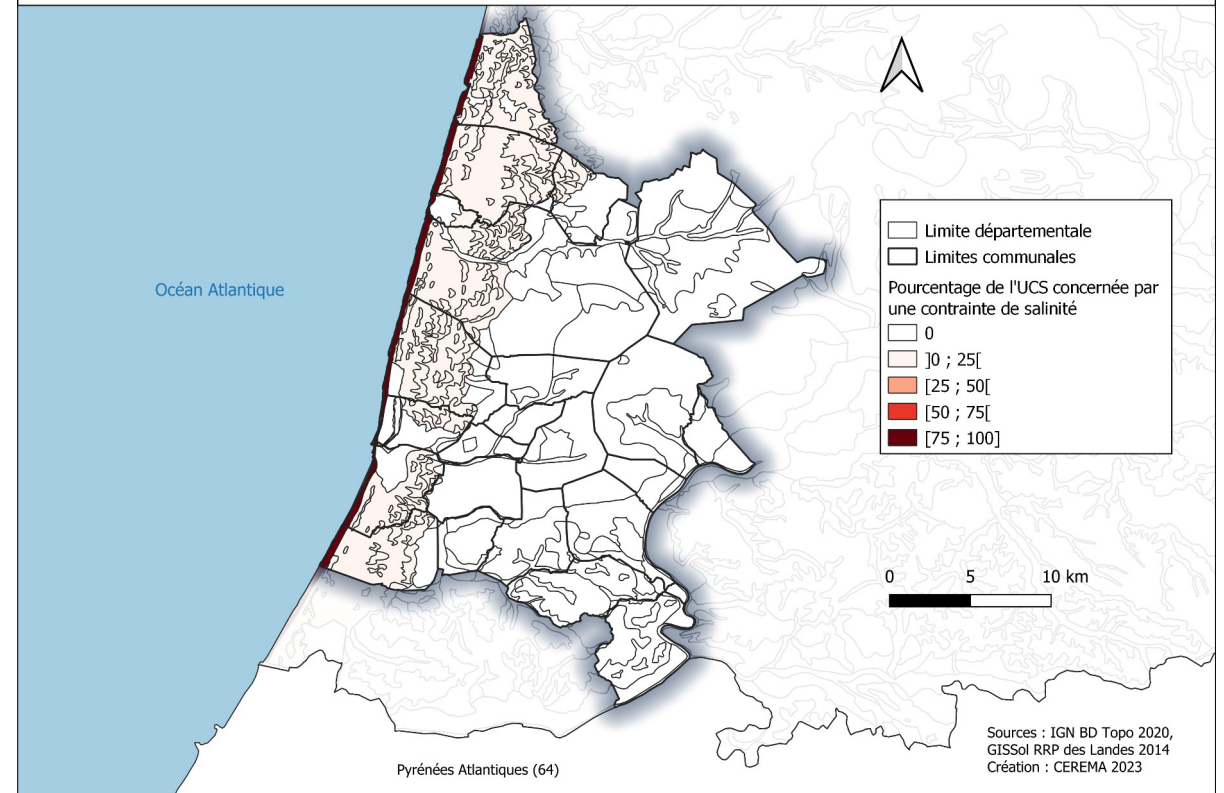 Océan Atlantique
Limite départementale
Limites communales
Pourcentage de l'UCS concernée par
une contrainte de salinité
0
]0 ; 25[
[25 ; 50[
[50 ; 75[
[75 ; 100]
0 5 10 km
Sources : IGN BD Topo 2020,
GISSol RRP des Landes 2014
Création : CEREMA 2023
Pyrénées Atlantiques (64)